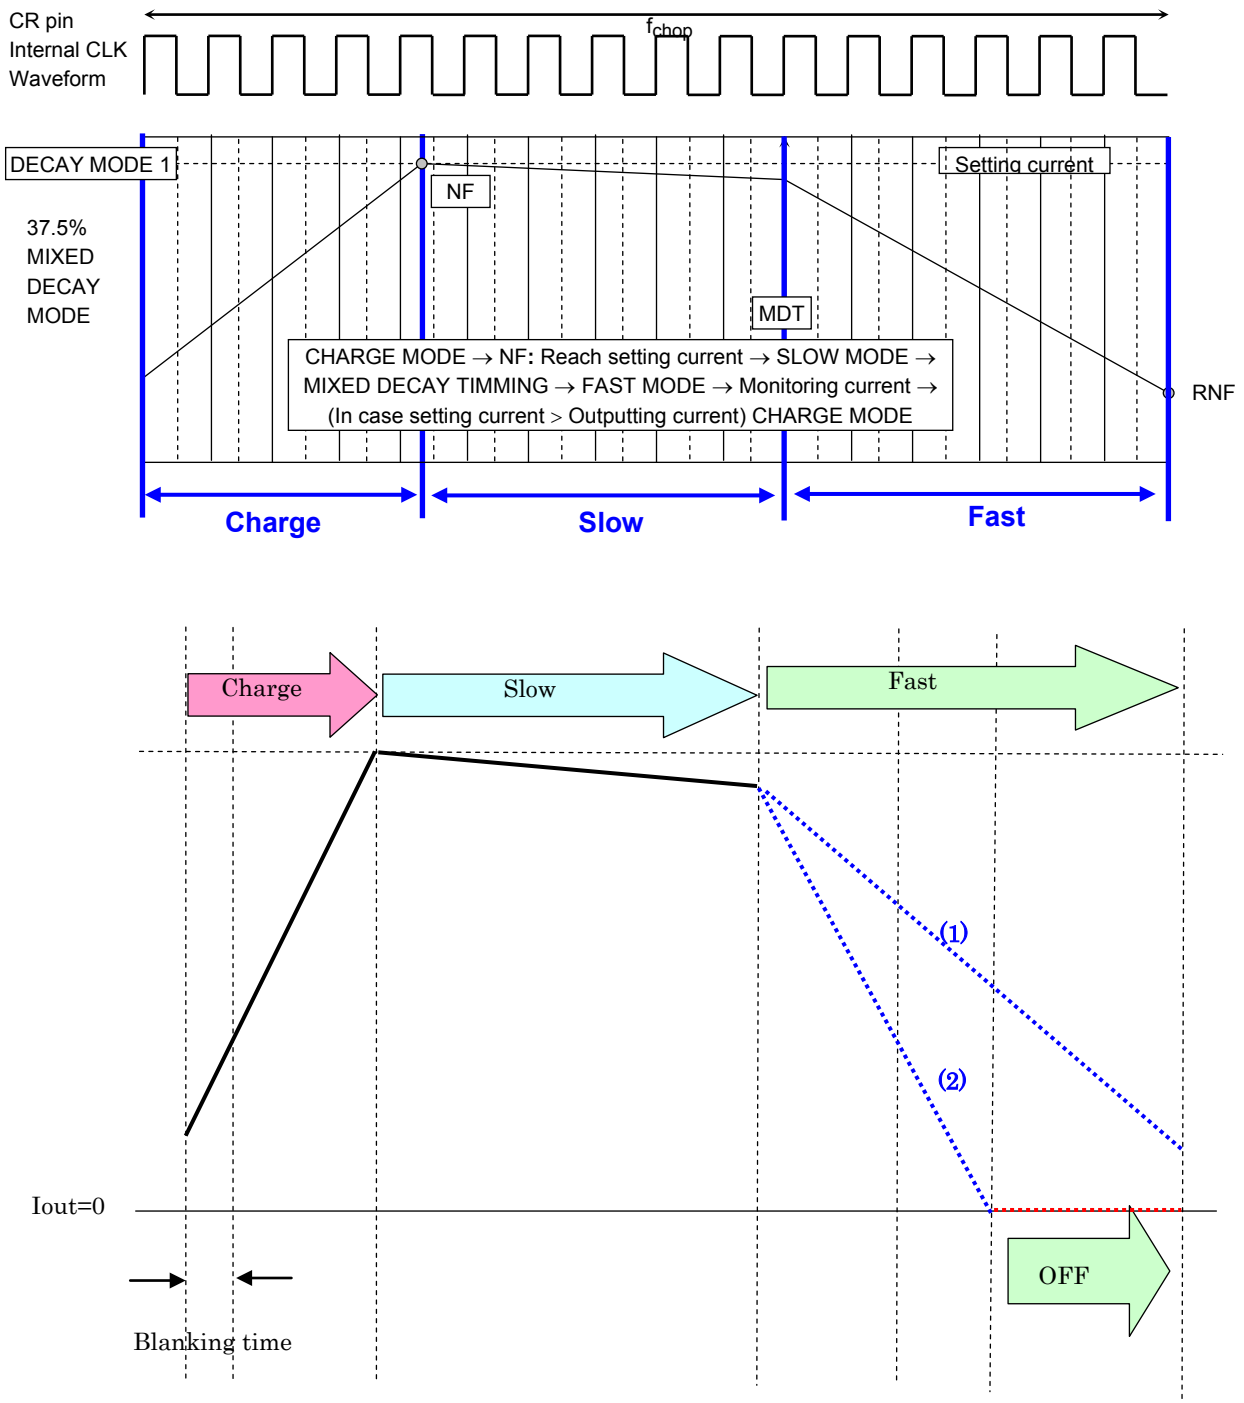 CR pin
Internal CLK
Waveform
fchop
DECAY MODE 1
Setting current
NF
37.5%
MIXED
DECAY
MODE
MDT
CHARGE MODE → NF: Reach setting current → SLOW MODE →
MIXED DECAY TIMMING → FAST MODE → Monitoring current →
(In case setting current > Outputting current) CHARGE MODE
RNF
Charge
Slow
Fast
Charge
Slow
Fast
(1)
(2)
Iout=0
OFF
Blanking time